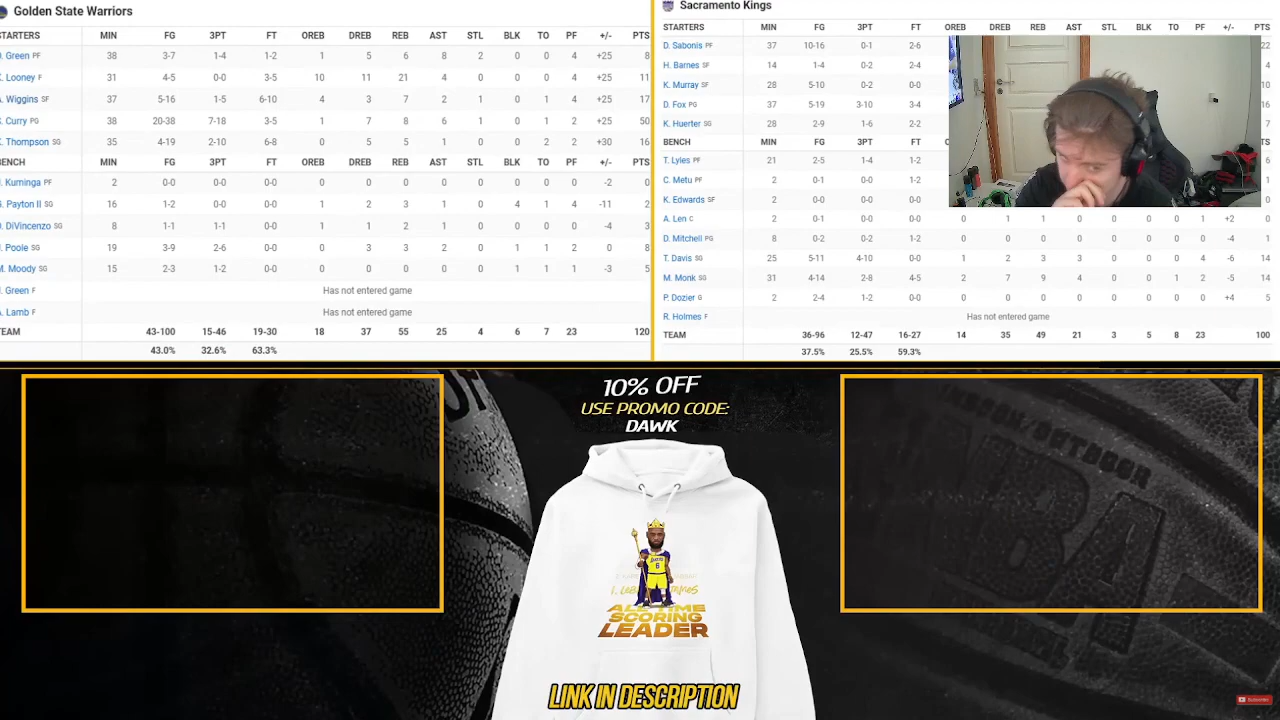 Golden State Warriors
STARTERS MIN FG 3PT FT OREB DREB REB AST STL BLK TO PF +/- PTS
D. Green PF 38 3-7 1-4 1-2 1 5 6 8 2 0 0 4 +25 8
K. Looney F 31 4-5 0-0 3-5 10 11 21 4 0 0 0 4 +25 11
A. Wiggins SF 37 5-16 1-5 6-10 4 3 7 2 1 0 1 4 +25 17
S. Curry PG 38 20-38 7-18 3-5 1 7 8 6 1 0 1 2 +25 50
K. Thompson SG 35 4-19 2-10 6-8 0 5 5 1 0 0 2 2 +30 16
BENCH MIN FG 3PT FT OREB DREB REB AST STL BLK TO PF +/- PTS
J. Kuminga PF 2 0-0 0-0 0-0 0 0 0 0 0 0 0 0 -2 0
G. Payton II SG 16 1-2 0-0 0-0 1 2 3 1 0 4 1 4 -11 2
D. DiVincenzo SG 8 1-1 1-1 0-0 1 1 2 1 0 0 0 0 -4 3
J. Poole SG 19 3-9 2-6 0-0 0 3 3 2 0 1 1 2 0 8
M. Moody SG 15 2-3 1-2 0-0 0 0 0 0 0 1 1 1 -3 5
Green F Has not entered game
A. Lamb F Has not entered game
TEAM 43-100 15-46 19-30 18 37 55 25 4 6 7 23 120
43.0% 32.6% 63.3%
Sacramento Kings
STARTERS MIN FG 3PT FT OREB DREB REB AST STL BLK TO PF +/- PTS
D. Sabonis PF 37 10-16 0-1 2-6 22
H. Barnes SF 14 1-4 0-2 2-4 4
K. Murray SF 28 5-10 0-2 0-0
D. Fox PG 37 5-19 3-10 3-4 16
K. Huerter SG 28 2-9 1-6 2-2 7
BENCH MIN FG 3PT FT
T. Lyles PF 21 2-5 1-4 1-2 6
C. Metu PF 2 0-1 0-0 1-2 1
K. Edwards SF 2 0-0 0-0 0-0 0
A. Len C 2 0-1 0-0 0-0 0 1 1 0 0 0 0 1 +2 0
D. Mitchell PG 8 0-2 0-2 1-2 0 0 0 0 0 0 0 0 -4 1
T. Davis SG 25 5-11 4-10 0-0 1 2 3 3 1 0 0 4 -6 14
M. Monk SG 31 4-14 2-8 4-5 2 7 9 4 0 0 1 2 -5 14
P. Dozier G 2 2-4 1-2 0-0 0 0 0 0 0 0 0 0 +4 5
R. Holmes F Has not entered game
TEAM 36-96 12-47 16-27 14 35 49 21 3 5 8 23 100
37.5% 25.5% 59.3%
10% OFF
USE PROMO CODE:
DAWK
ALL TIME
SCORING
LEADER
LINK IN DESCRIPTION
Subscribe